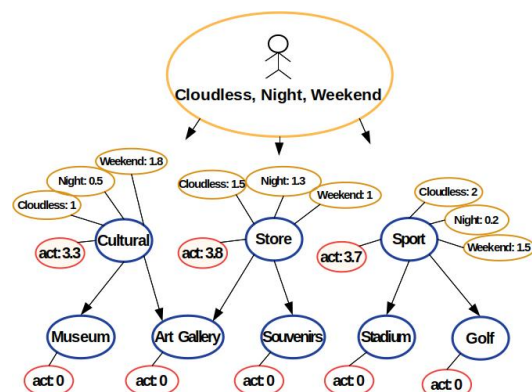 Cloudless, Night, Weekend
Weekend: 1.8
Night: 0.5
Cloudless: 1
Cultural
act: 3.3
Cloudless: 1.5
Night: 1.3
Weekend: 1
Store
act: 3.8
Cloudless: 2
Night: 0.2
Weekend: 1.5
Sport
act: 3.7
Museum
Art Gallery
Souvenirs
Stadium
Golf
act: 0
act: 0
act: 0
act: 0
act: 0